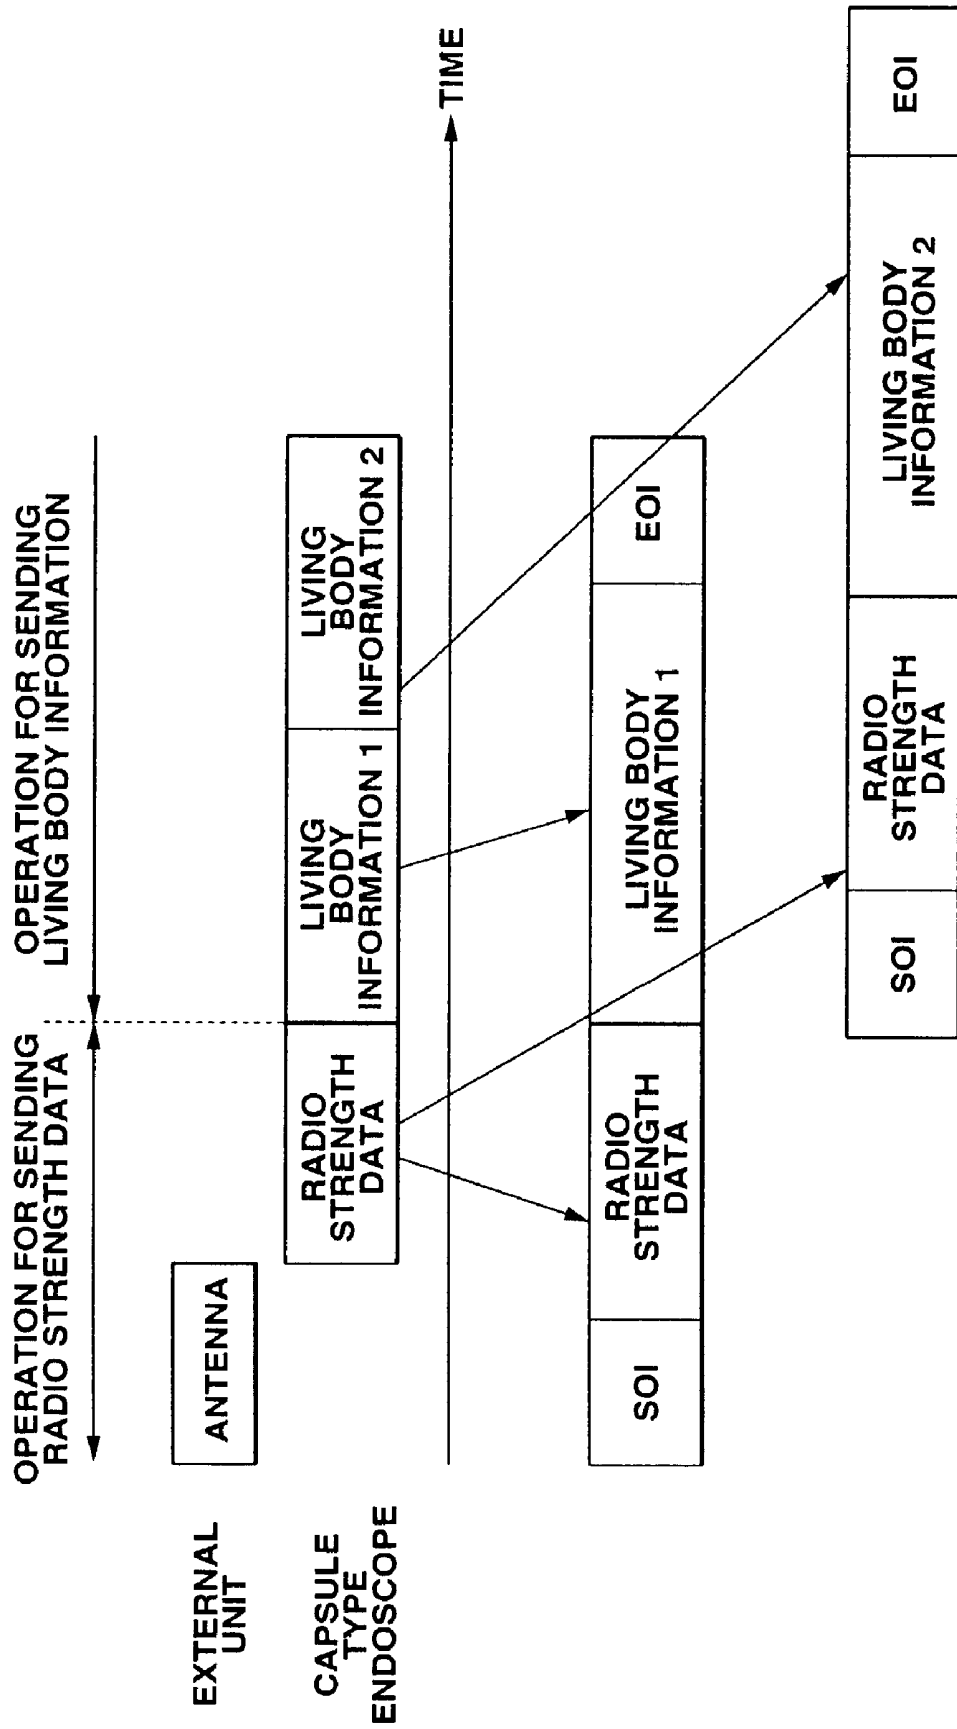 OPERATION FOR SENDING
RADIO STRENGTH DATA
OPERATION FOR SENDING
LIVING BODY INFORMATION
EXTERNAL
UNIT
ANTENNA
CAPSULE
TYPE
ENDOSCOPE
RADIO
STRENGTH
DATA
LIVING
BODY
INFORMATION 1
LIVING
BODY
INFORMATION 2
TIME
SOI
RADIO
STRENGTH
DATA
LIVING BODY
INFORMATION 1
EOI
SOI
RADIO
STRENGTH
DATA
LIVING BODY
INFORMATION 2
EOI